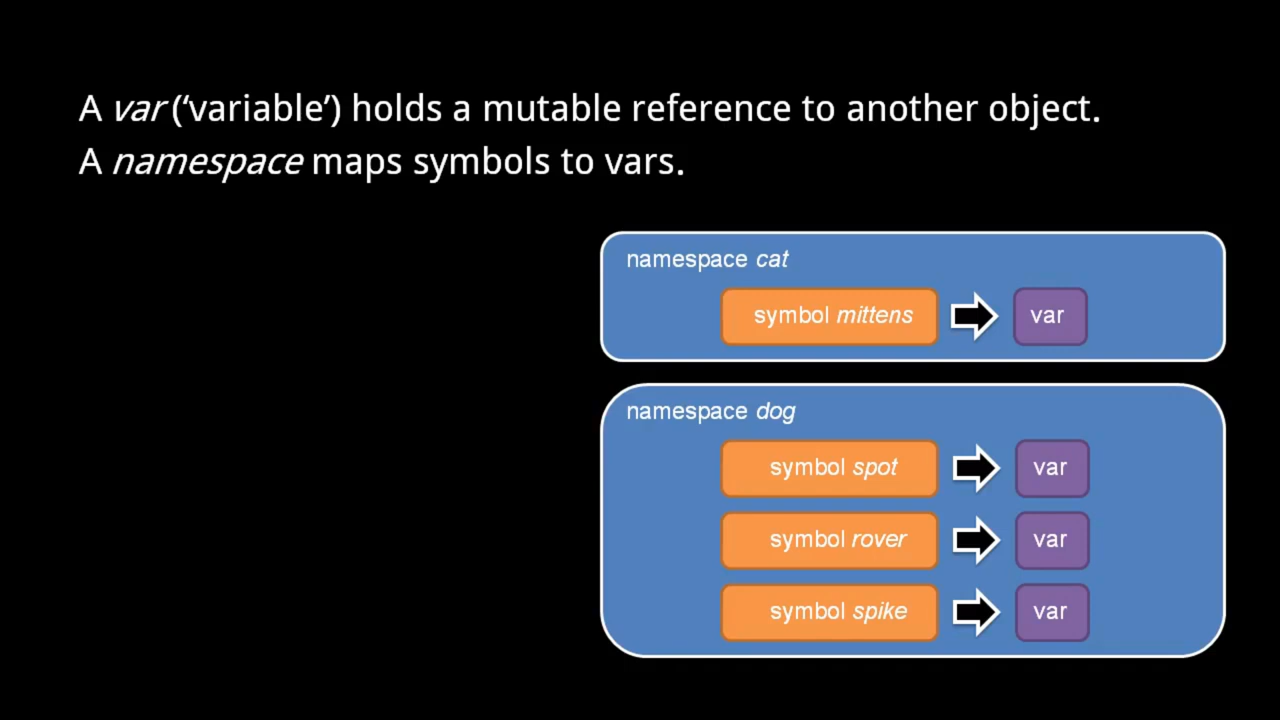 A var (‘variable’) holds a mutable reference to another object.
A namespace maps symbols to vars.
namespace cat
symbol mittens
var
namespace dog
symbol spot
var
symbol rover
var
symbol spike
var